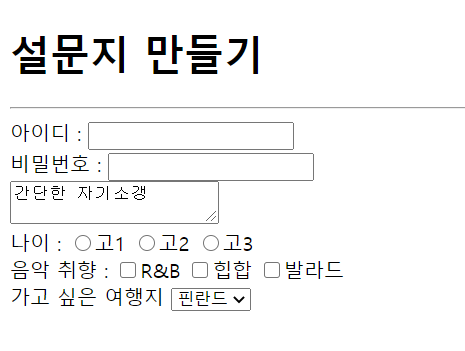 설문지 만들기
아이디 :
비밀번호 :
간단한 자기소갱
나이 : 고1 고2 고3
음악 취향 : R&B 힙합 발라드
가고 싶은 여행지 핀란드